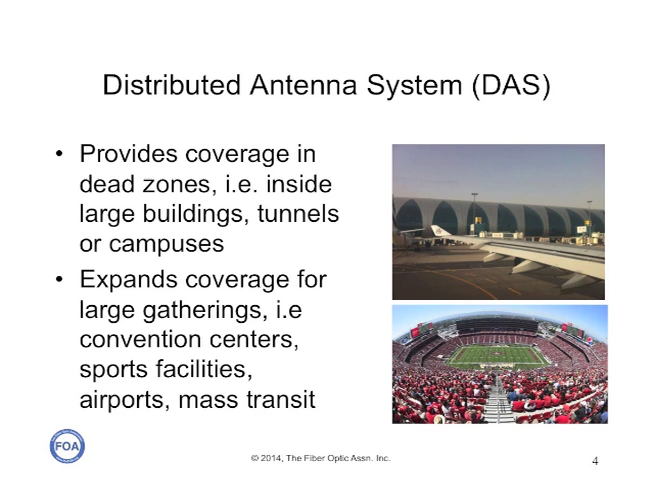 Distributed Antenna System (DAS)
• Provides coverage in
dead zones, i.e. inside
large buildings, tunnels
or campuses
• Expands coverage for
large gatherings, i.e
convention centers,
sports facilities,
airports, mass transit
FOA
© 2014, The Fiber Optic Assn. Inc.
4